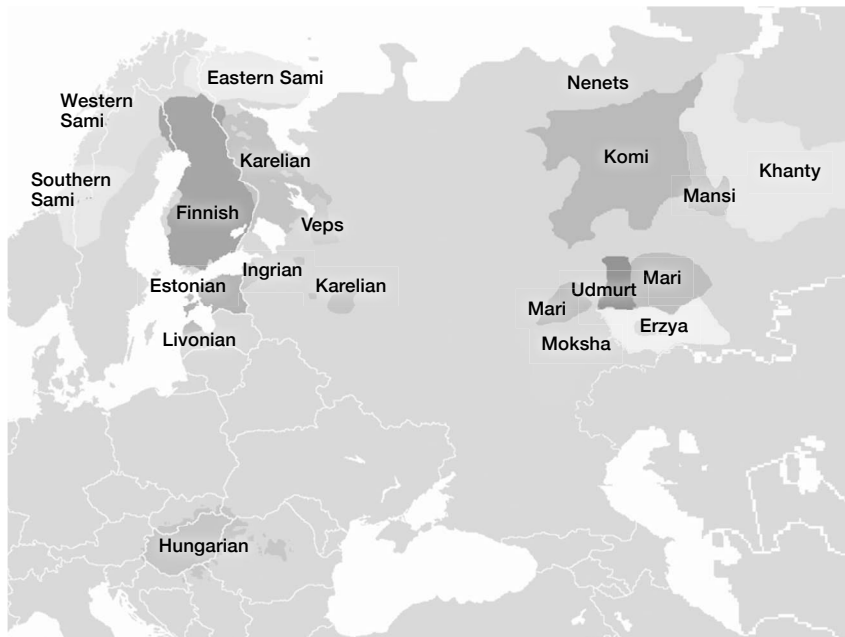 Eastern Sami
Nenets
Western
Sami
Karelian
Komi
Khanty
Southern
Sami
Mansi
Finnish
Veps
Ingrian
Mari
Estonian
Karelian
Udmurt
Mari
Erzya
Livonian
Moksha
Hungarian